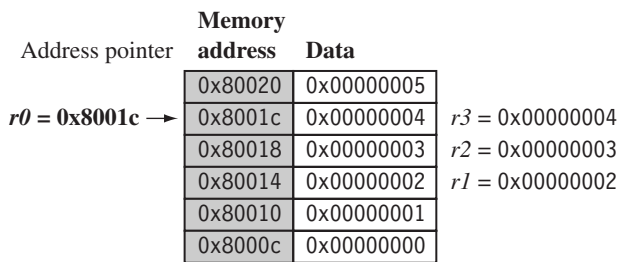 Memory
Address pointer address Data
0x80020 0x00000005
r0 = 0x8001c 0x8001c 0x00000004 r3 = 0x00000004
0x80018 0x00000003 r2 = 0x00000003
0x80014 0x00000002 r1 = 0x00000002
0x80010 0x00000001
0x8000c 0x00000000